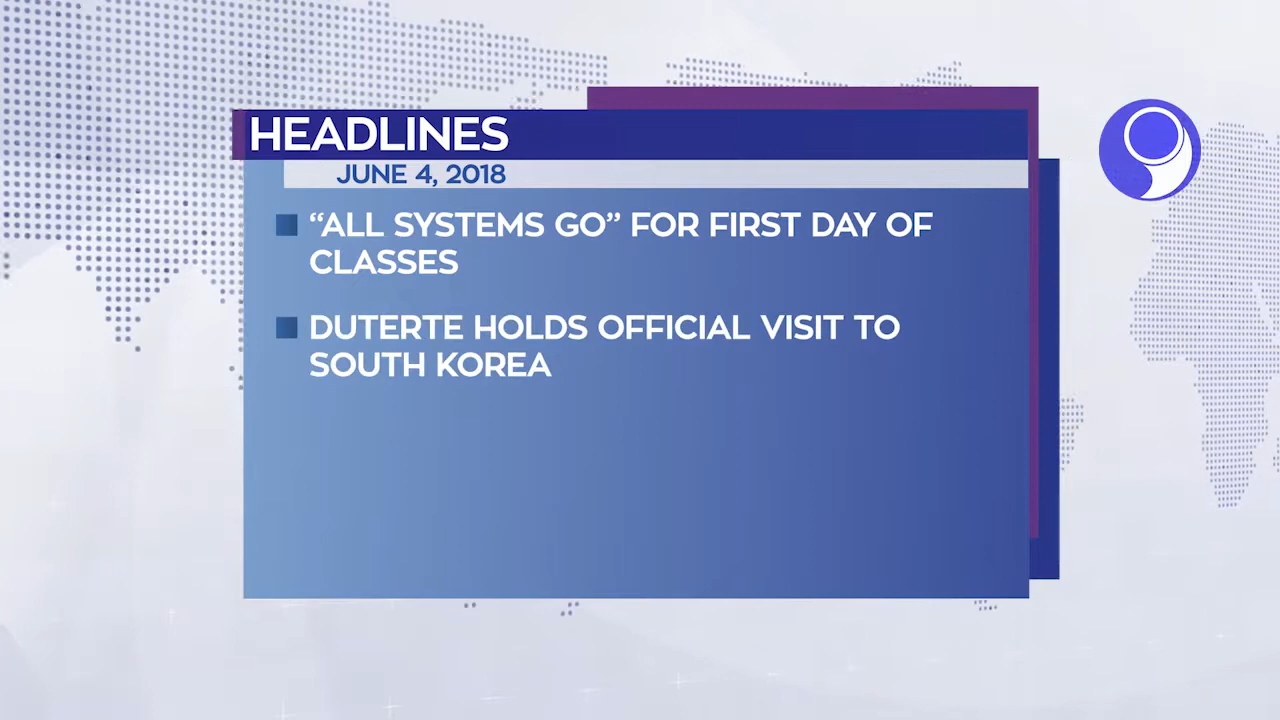 HEADLINES
JUNE 4, 2018
“ALL SYSTEMS GO” FOR FIRST DAY OF
CLASSES
DUTERTE HOLDS OFFICIAL VISIT TO
SOUTH KOREA